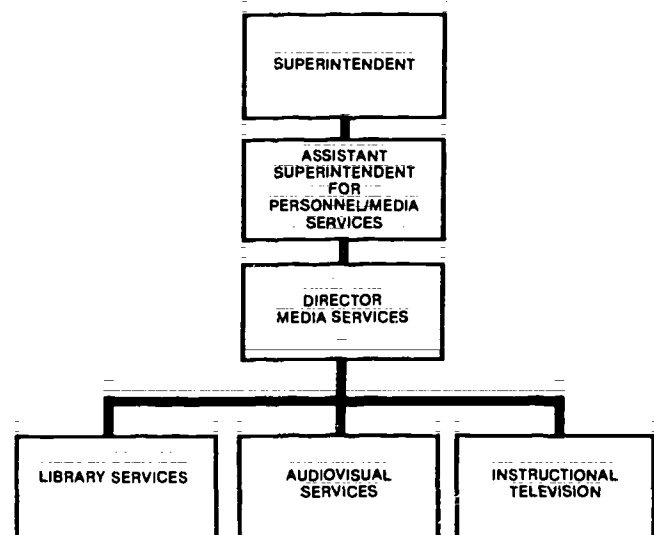 SUPERINTENDENT
ASSISTANT
SUPERINTENDENT
FOR
PERSONNEL/MEDIA
SERVICES
DIRECTOR
MEDIA SERVICES
LIBRARY SERVICES
AUDIOVISUAL
SERVICES
INSTRUCTIONAL
TELEVISION